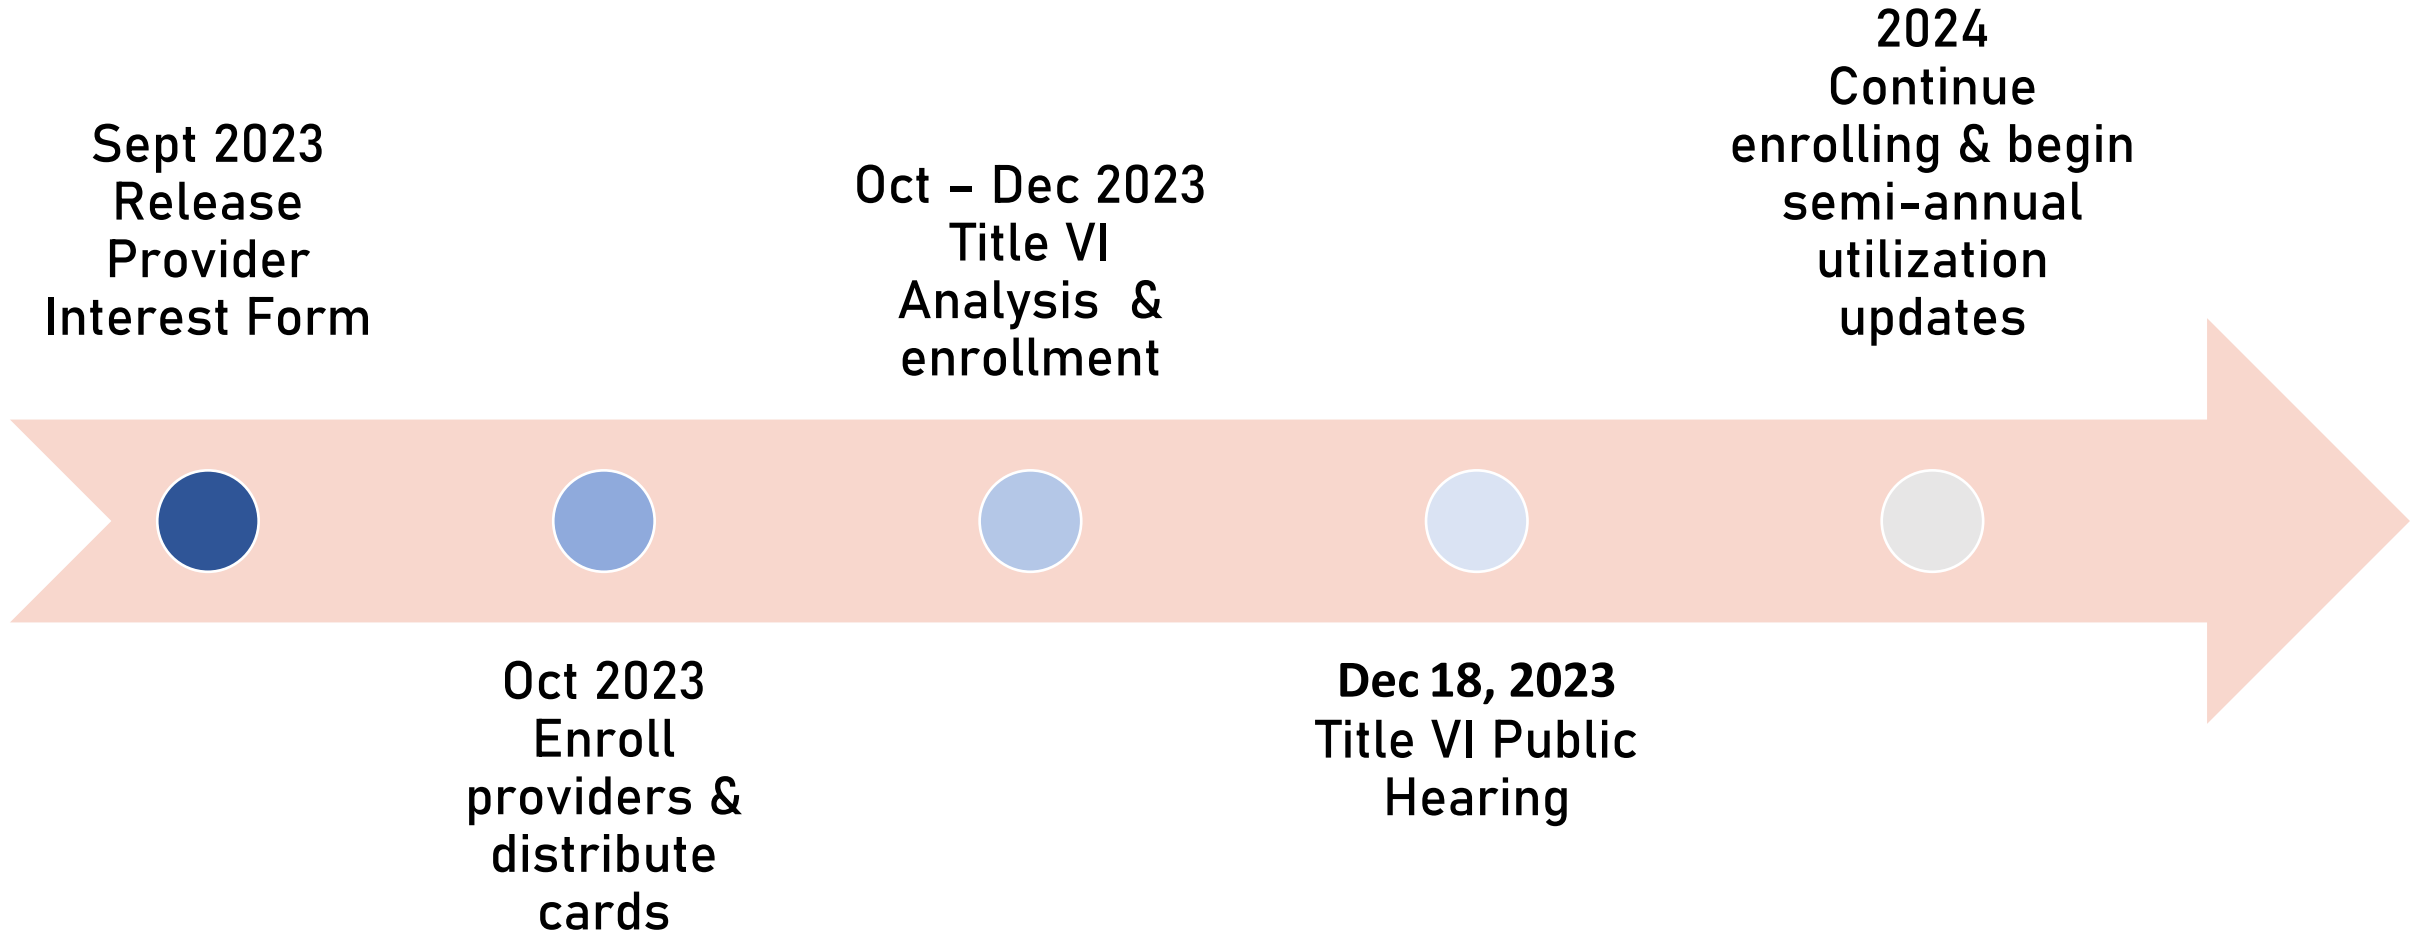 Sept 2023
Release
Provider
Interest Form
Oct 2023
Enroll
providers &
distribute
cards
Oct – Dec 2023
Title VI
Analysis  &
enrollment
Dec 18, 2023
Title VI Public
Hearing
2024
Continue
enrolling & begin
semi-annual
utilization
updates